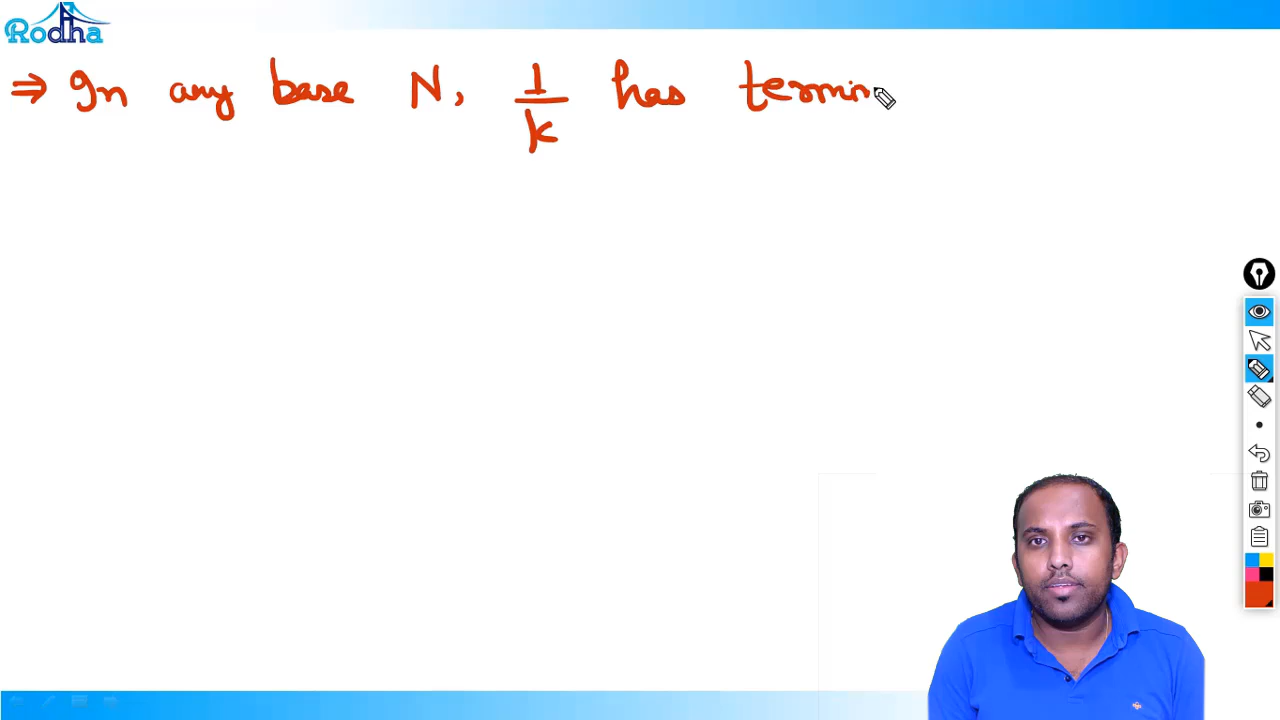 Rodha
⇒ In any base N, 1/k has termin